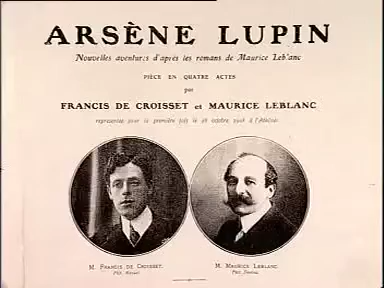 ARSÈNE LUPIN
Nouvelles aventures d'après les romans de Maurice Leblanc
PIÈCE EN QUATRE ACTES
par
FRANCIS DE CROISSET et MAURICE LEBLANC
représentée pour la première fois le 28 octobre 1908 à l'Athénée
M. FRANCIS DE CROISSET.
M. MAURICE LEBLANC